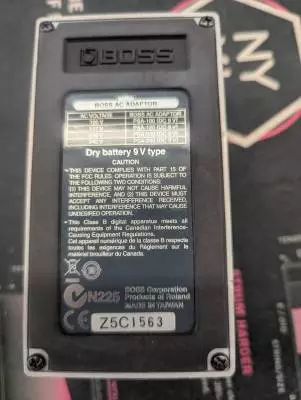 BOSS
BOSS AC ADAPTOR
AC VOLTAGE BOSS AC ADAPTOR
Dry battery 9 V type
CAUTION
THIS DEVICE COMPLIES WITH PART 15 OF
THE FCC RULES. OPERATION IS SUBJECT TO
THE FOLLOWING TWO CONDITIONS:
(1) THIS DEVICE MAY NOT CAUSE HARMFUL
INTERFERENCE, AND (2) THIS DEVICE MUST
ACCEPT ANY INTERFERENCE RECEIVED,
INCLUDING INTERFERENCE THAT MAY CAUSE
UNDESIRED OPERATION.
This Class B digital apparatus meets all
requirements of the Canadian Interference-
Causing Equipment Regulations.
Cet appareil numérique de la classe B respecte
toutes les exigences du Règlement sur le
matériel brouilleur du Canada.
N225
BOSS Corporation
Products of Roland
MADE IN TAIWAN
CE
Z5C1563
NY
HARDER